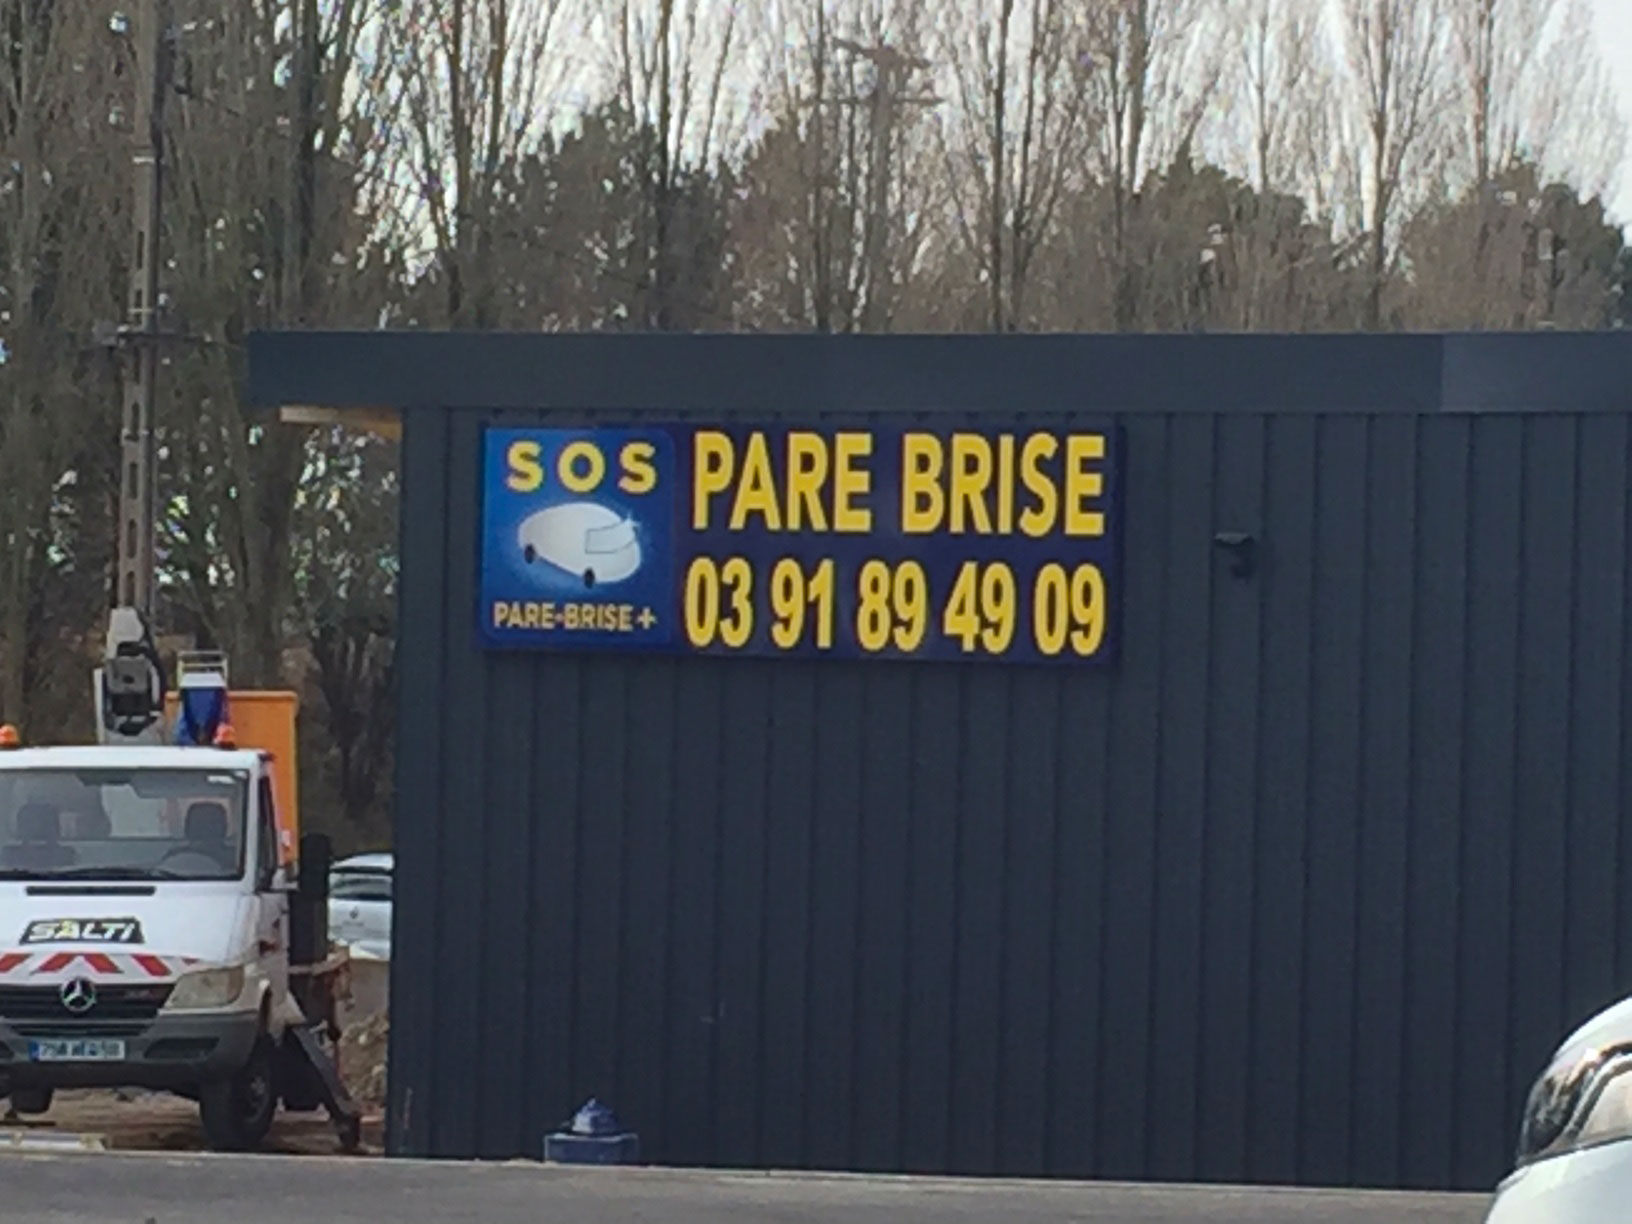 SOS
PARE-BRISE+
PARE BRISE
03 91 89 49 09
SALTI